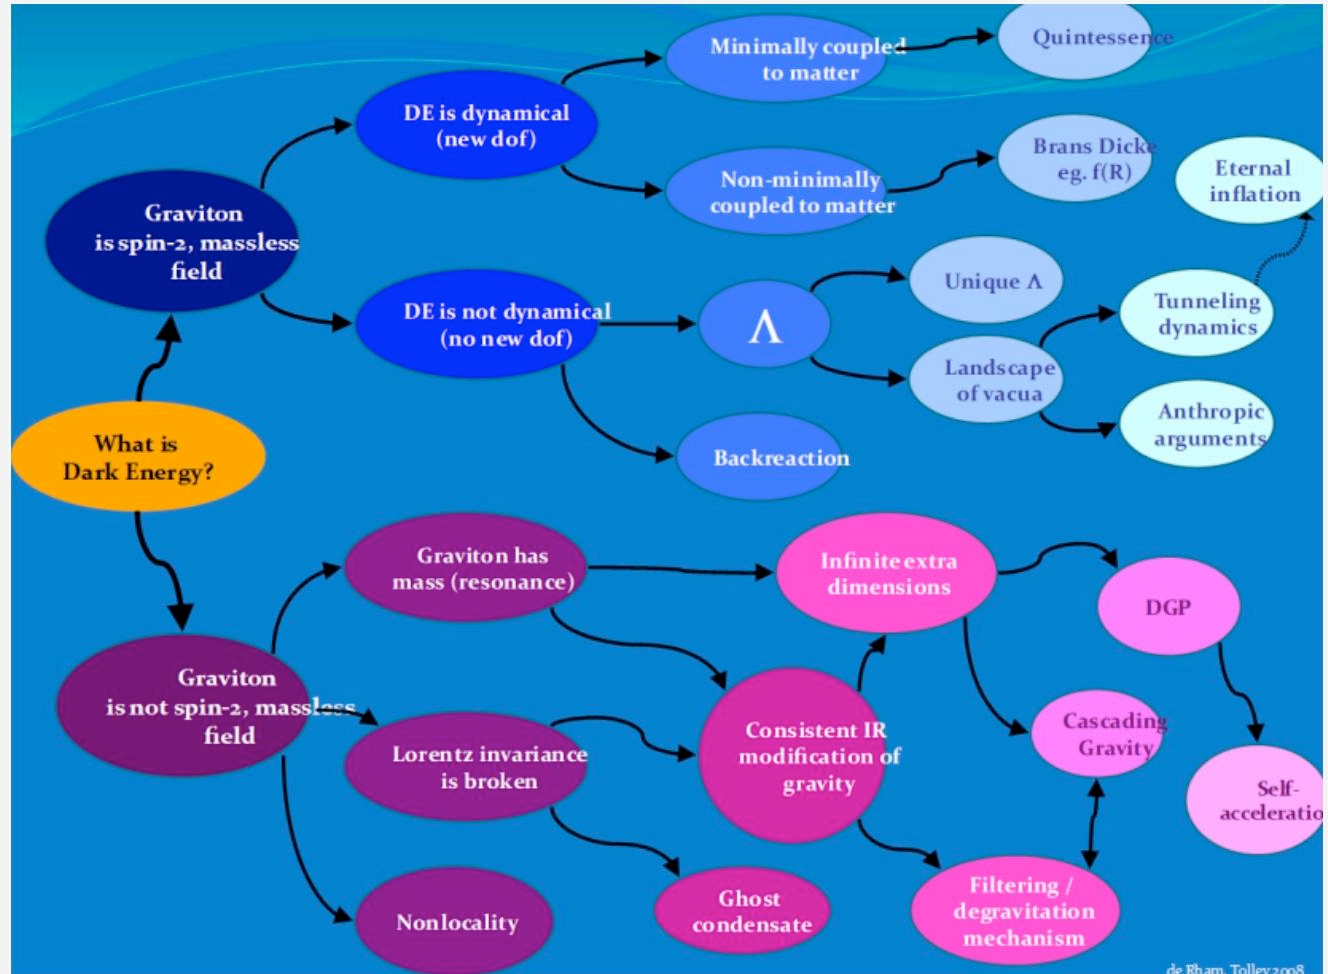 Minimally coupled
to matter
Quintessence
DE is dynamical
(new dof)
Brans Dicke
eg. f(R)
Non-minimally
coupled to matter
Eternal
inflation
Graviton
is spin-2, massless
field
DE is not dynamical
(no new dof)
Λ
Unique Λ
Tunneling
dynamics
Landscape
of vacua
Anthropic
arguments
What is
Dark Energy?
Backreaction
Graviton has
mass (resonance)
Infinite extra
dimensions
DGP
Graviton
is not spin-2, massless
field
Lorentz invariance
is broken
Consistent IR
modification of
gravity
Cascading
Gravity
Self-
acceleratio
Nonlocality
Ghost
condensate
Filtering /
degravitation
mechanism
de Rham, Tolley 2008